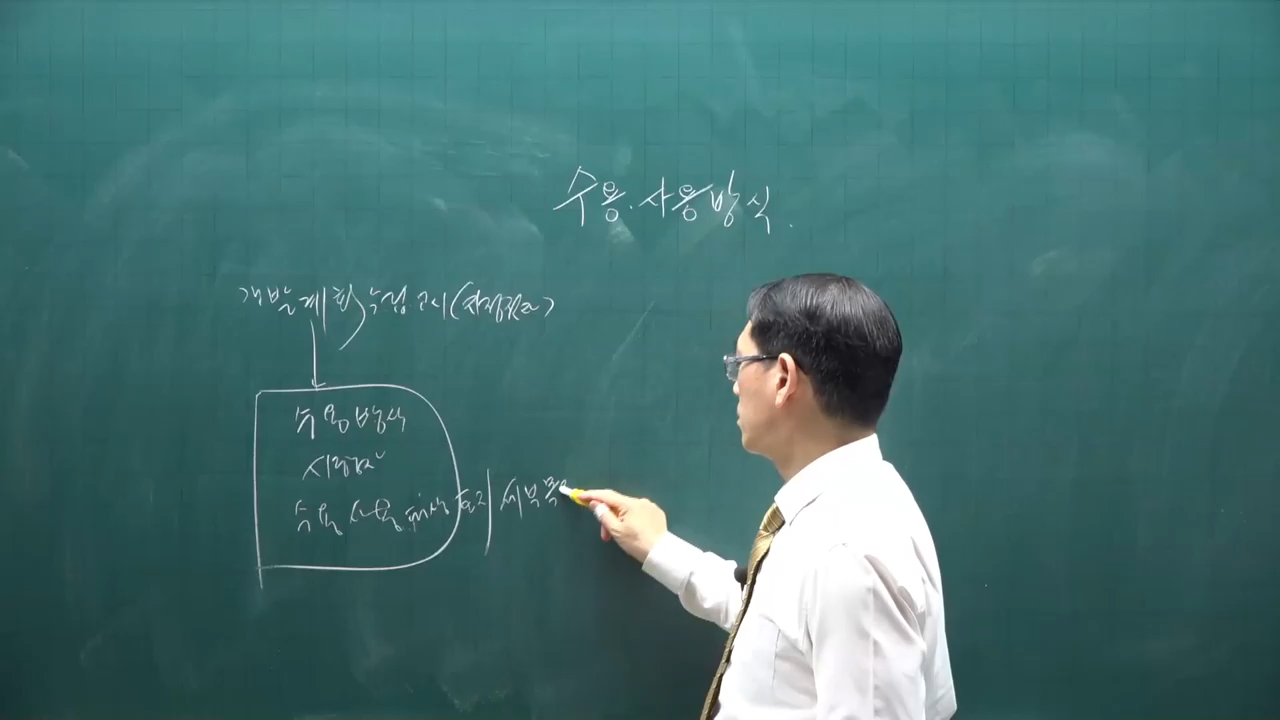 수용.사용방식.
개발계획수립고시(
수용방식
시행자
수용 사용 대상 토지 세부목